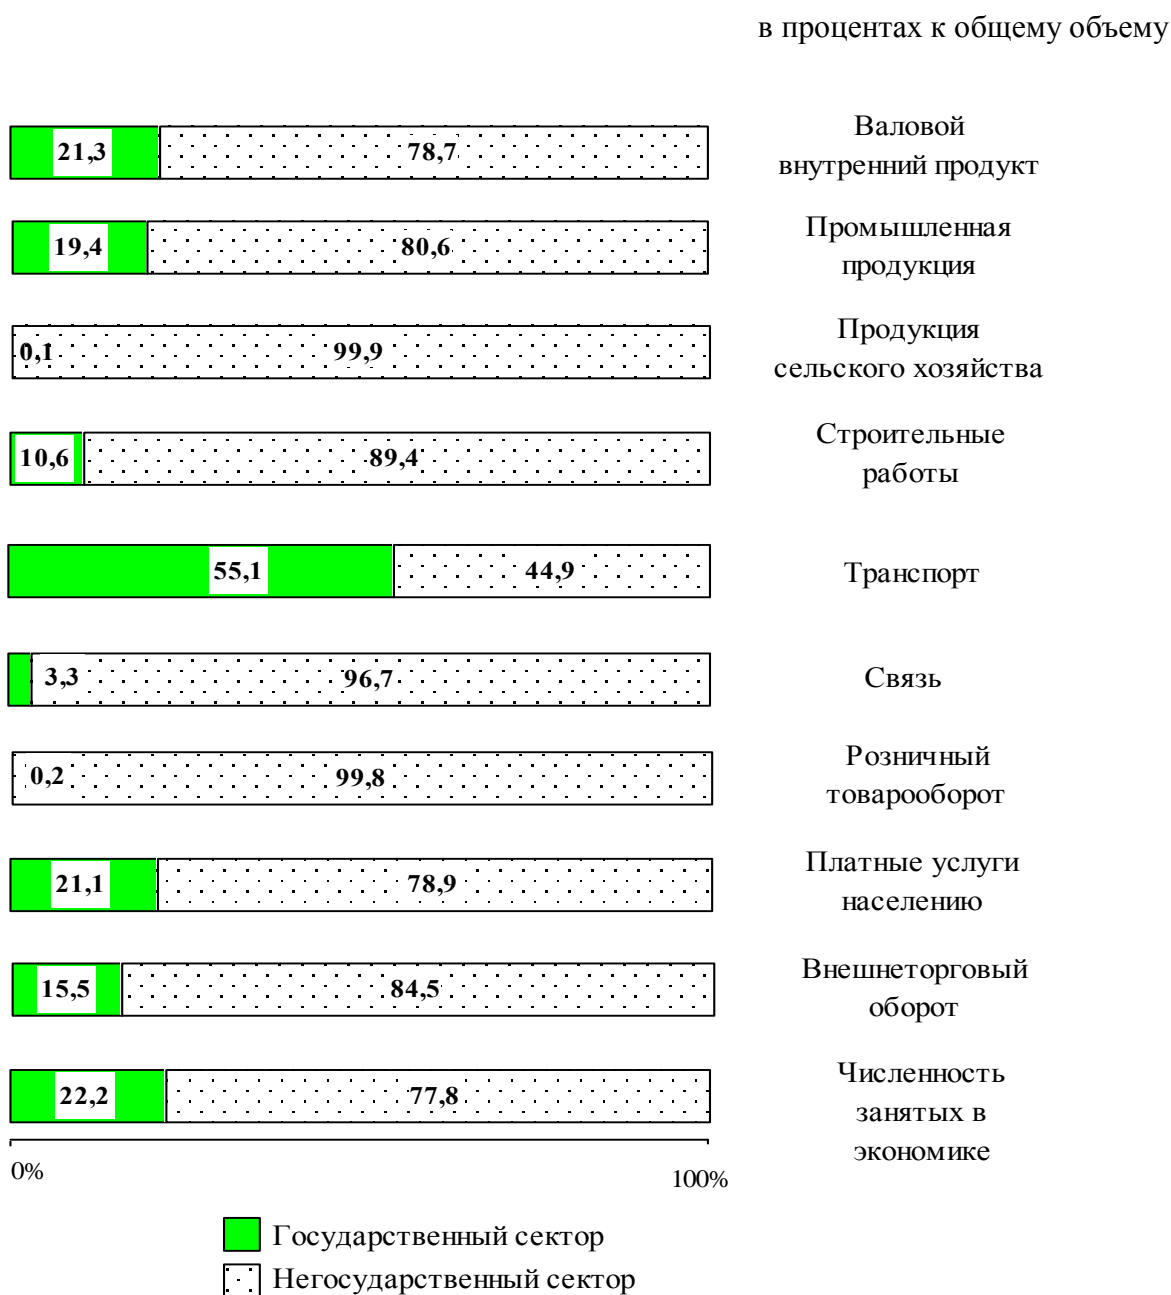 в процентах к общему объему
21,3 78,7 Валовой
внутренний продукт
19,4 80,6 Промышленная
продукция
0,1 99,9 Продукция
сельского хозяйства
10,6 89,4 Строительные
работы
55,1 44,9 Транспорт
3,3 96,7 Связь
0,2 99,8 Розничный
товарооборот
21,1 78,9 Платные услуги
населению
15,5 84,5 Внешнеторговый
оборот
22,2 77,8 Численность
занятых в
экономике
0% 100%
Государственный сектор
Негосударственный сектор